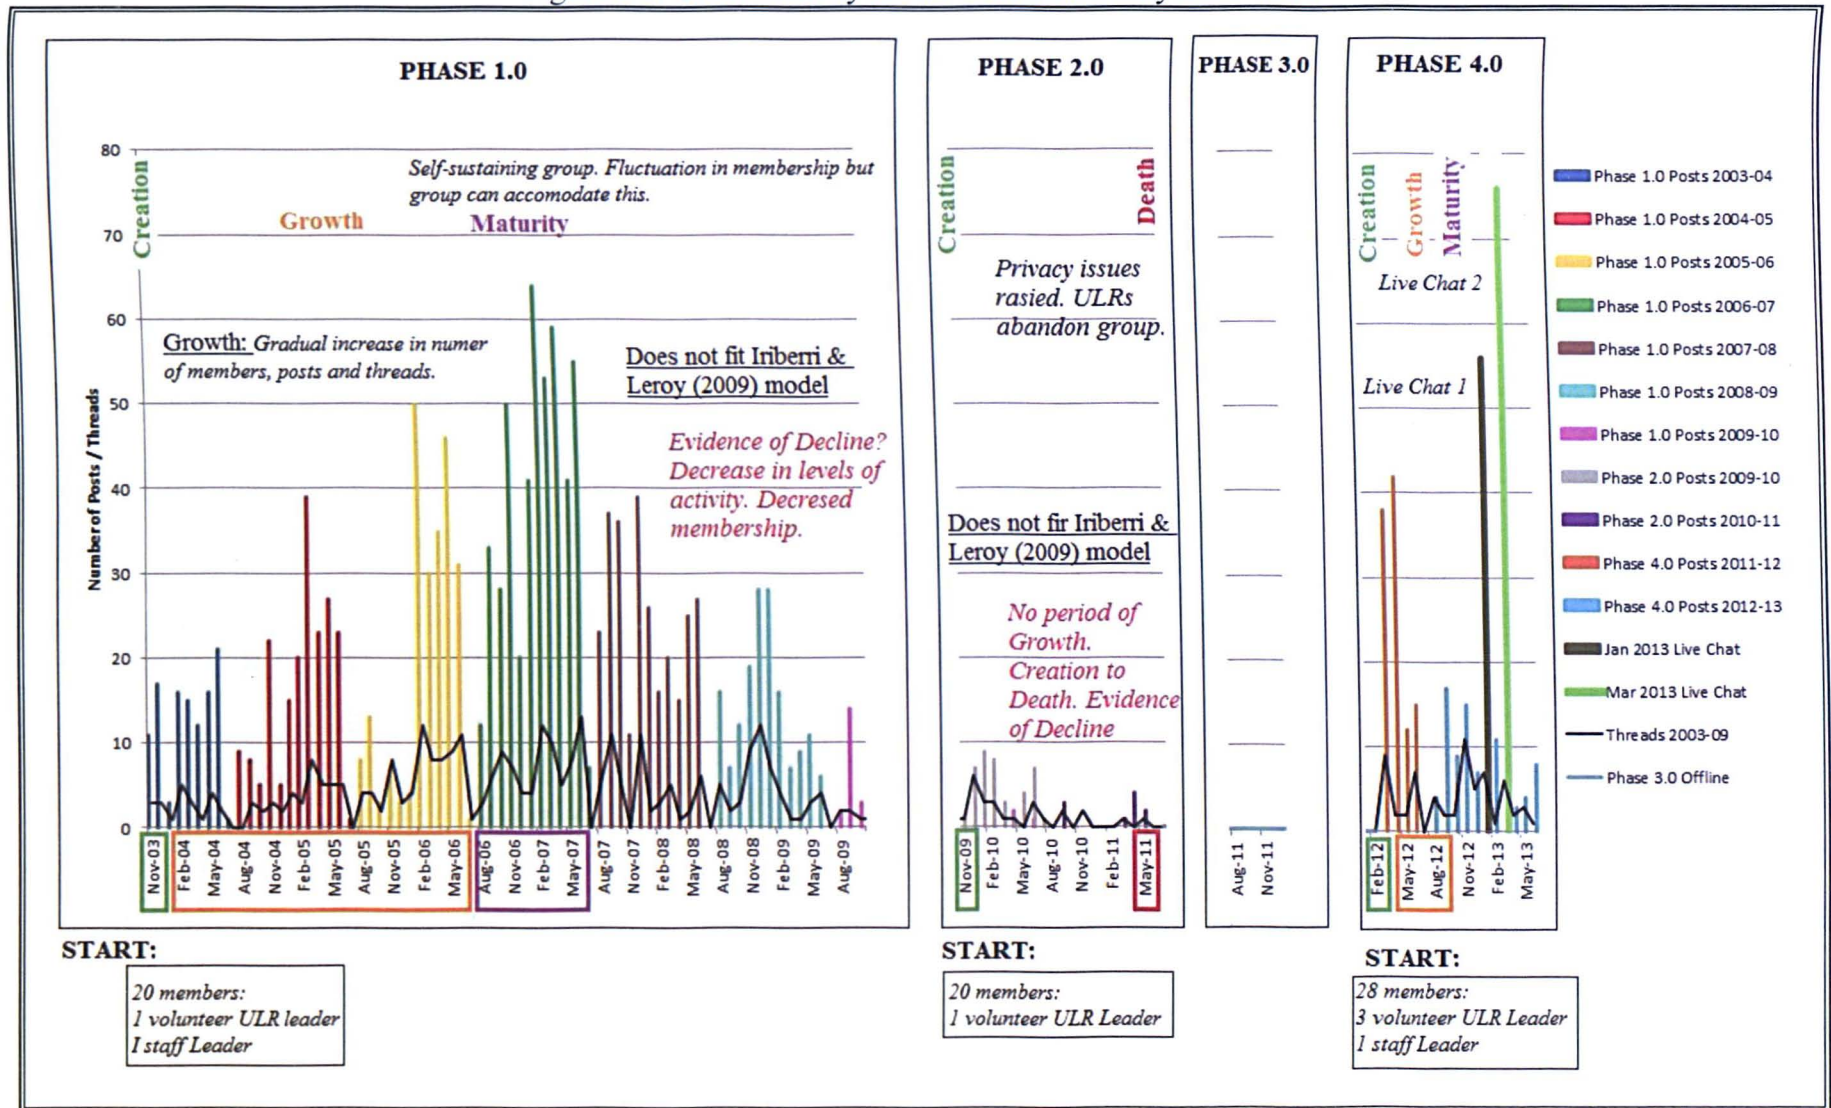 PHASE 1.0
80
70
60
50
40
30
20
10
0
Number of Posts / Threads
Creation
Growth
Maturity
Self-sustaining group. Fluctuation in membership but
group can accomodate this.
Growth: Gradual increase in numer
of members, posts and threads.
Does not fit Iriberri &
Leroy (2009) model
Evidence of Decline?
Decrease in levels of
activity. Decresed
membership.
Nov-03
Feb-04
May-04
Aug-04
Nov-04
Feb-05
May-05
Aug-05
Nov-05
Feb-06
May-06
Aug-06
Nov-06
Feb-07
May-07
Aug-07
Nov-07
Feb-08
May-08
Aug-08
Nov-08
Feb-09
May-09
Aug-09
START:
20 members:
1 volunteer ULR leader
I staff Leader
PHASE 2.0
Creation
Death
Privacy issues
rasied. ULRs
abandon group.
Does not fir Iriberri &
Leroy (2009) model
No period of
Growth.
Creation to
Death. Evidence
of Decline
Nov-09
Feb-10
May-10
Aug-10
Nov-10
Feb-11
May-11
START:
20 members:
1 volunteer ULR Leader
PHASE 3.0
Aug-11
Nov-11
PHASE 4.0
Creation
Growth
Maturity
Live Chat 2
Live Chat 1
Feb-12
May-12
Aug-12
Nov-12
Feb-13
May-13
START:
28 members:
3 volunteer ULR Leader
1 staff Leader
Phase 1.0 Posts 2003-04
Phase 1.0 Posts 2004-05
Phase 1.0 Posts 2005-06
Phase 1.0 Posts 2006-07
Phase 1.0 Posts 2007-08
Phase 1.0 Posts 2008-09
Phase 1.0 Posts 2009-10
Phase 2.0 Posts 2009-10
Phase 2.0 Posts 2010-11
Phase 4.0 Posts 2011-12
Phase 4.0 Posts 2012-13
Jan 2013 Live Chat
Mar 2013 Live Chat
Threads 2003-09
Phase 3.0 Offline